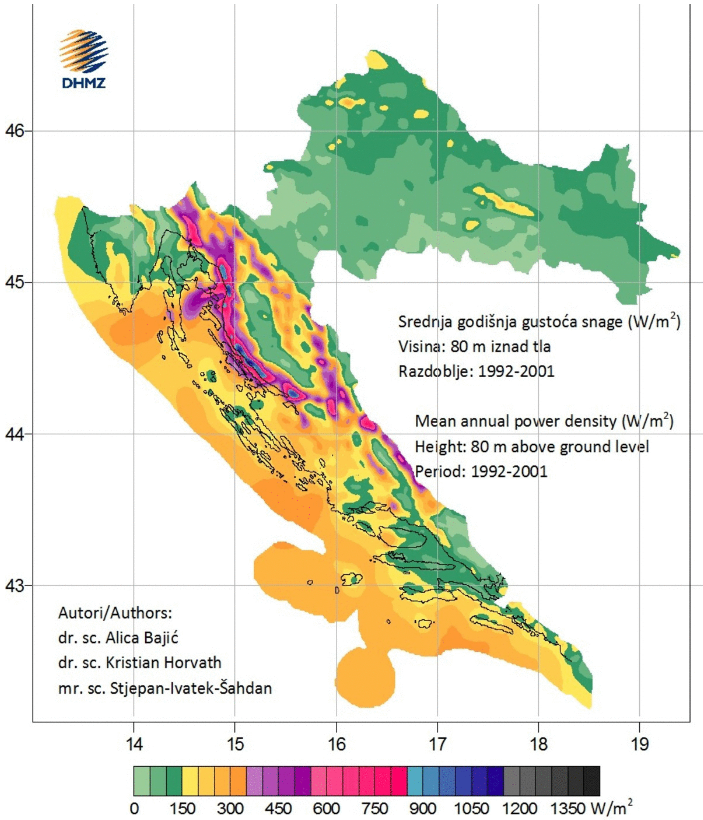 DHMZ
46
45
44
43
Srednja godišnja gustoća snage (W/m²)
Visina: 80 m iznad tla
Razdoblje: 1992-2001
Mean annual power density (W/m²)
Height: 80 m above ground level
Period: 1992-2001
Autori/Authors:
dr. sc. Alica Bajić
dr. sc. Kristian Horvath
mr. sc. Stjepan-Ivatek-Šahdan
14 15 16 17 18 19
0 150 300 450 600 750 900 1050 1200 1350 W/m²